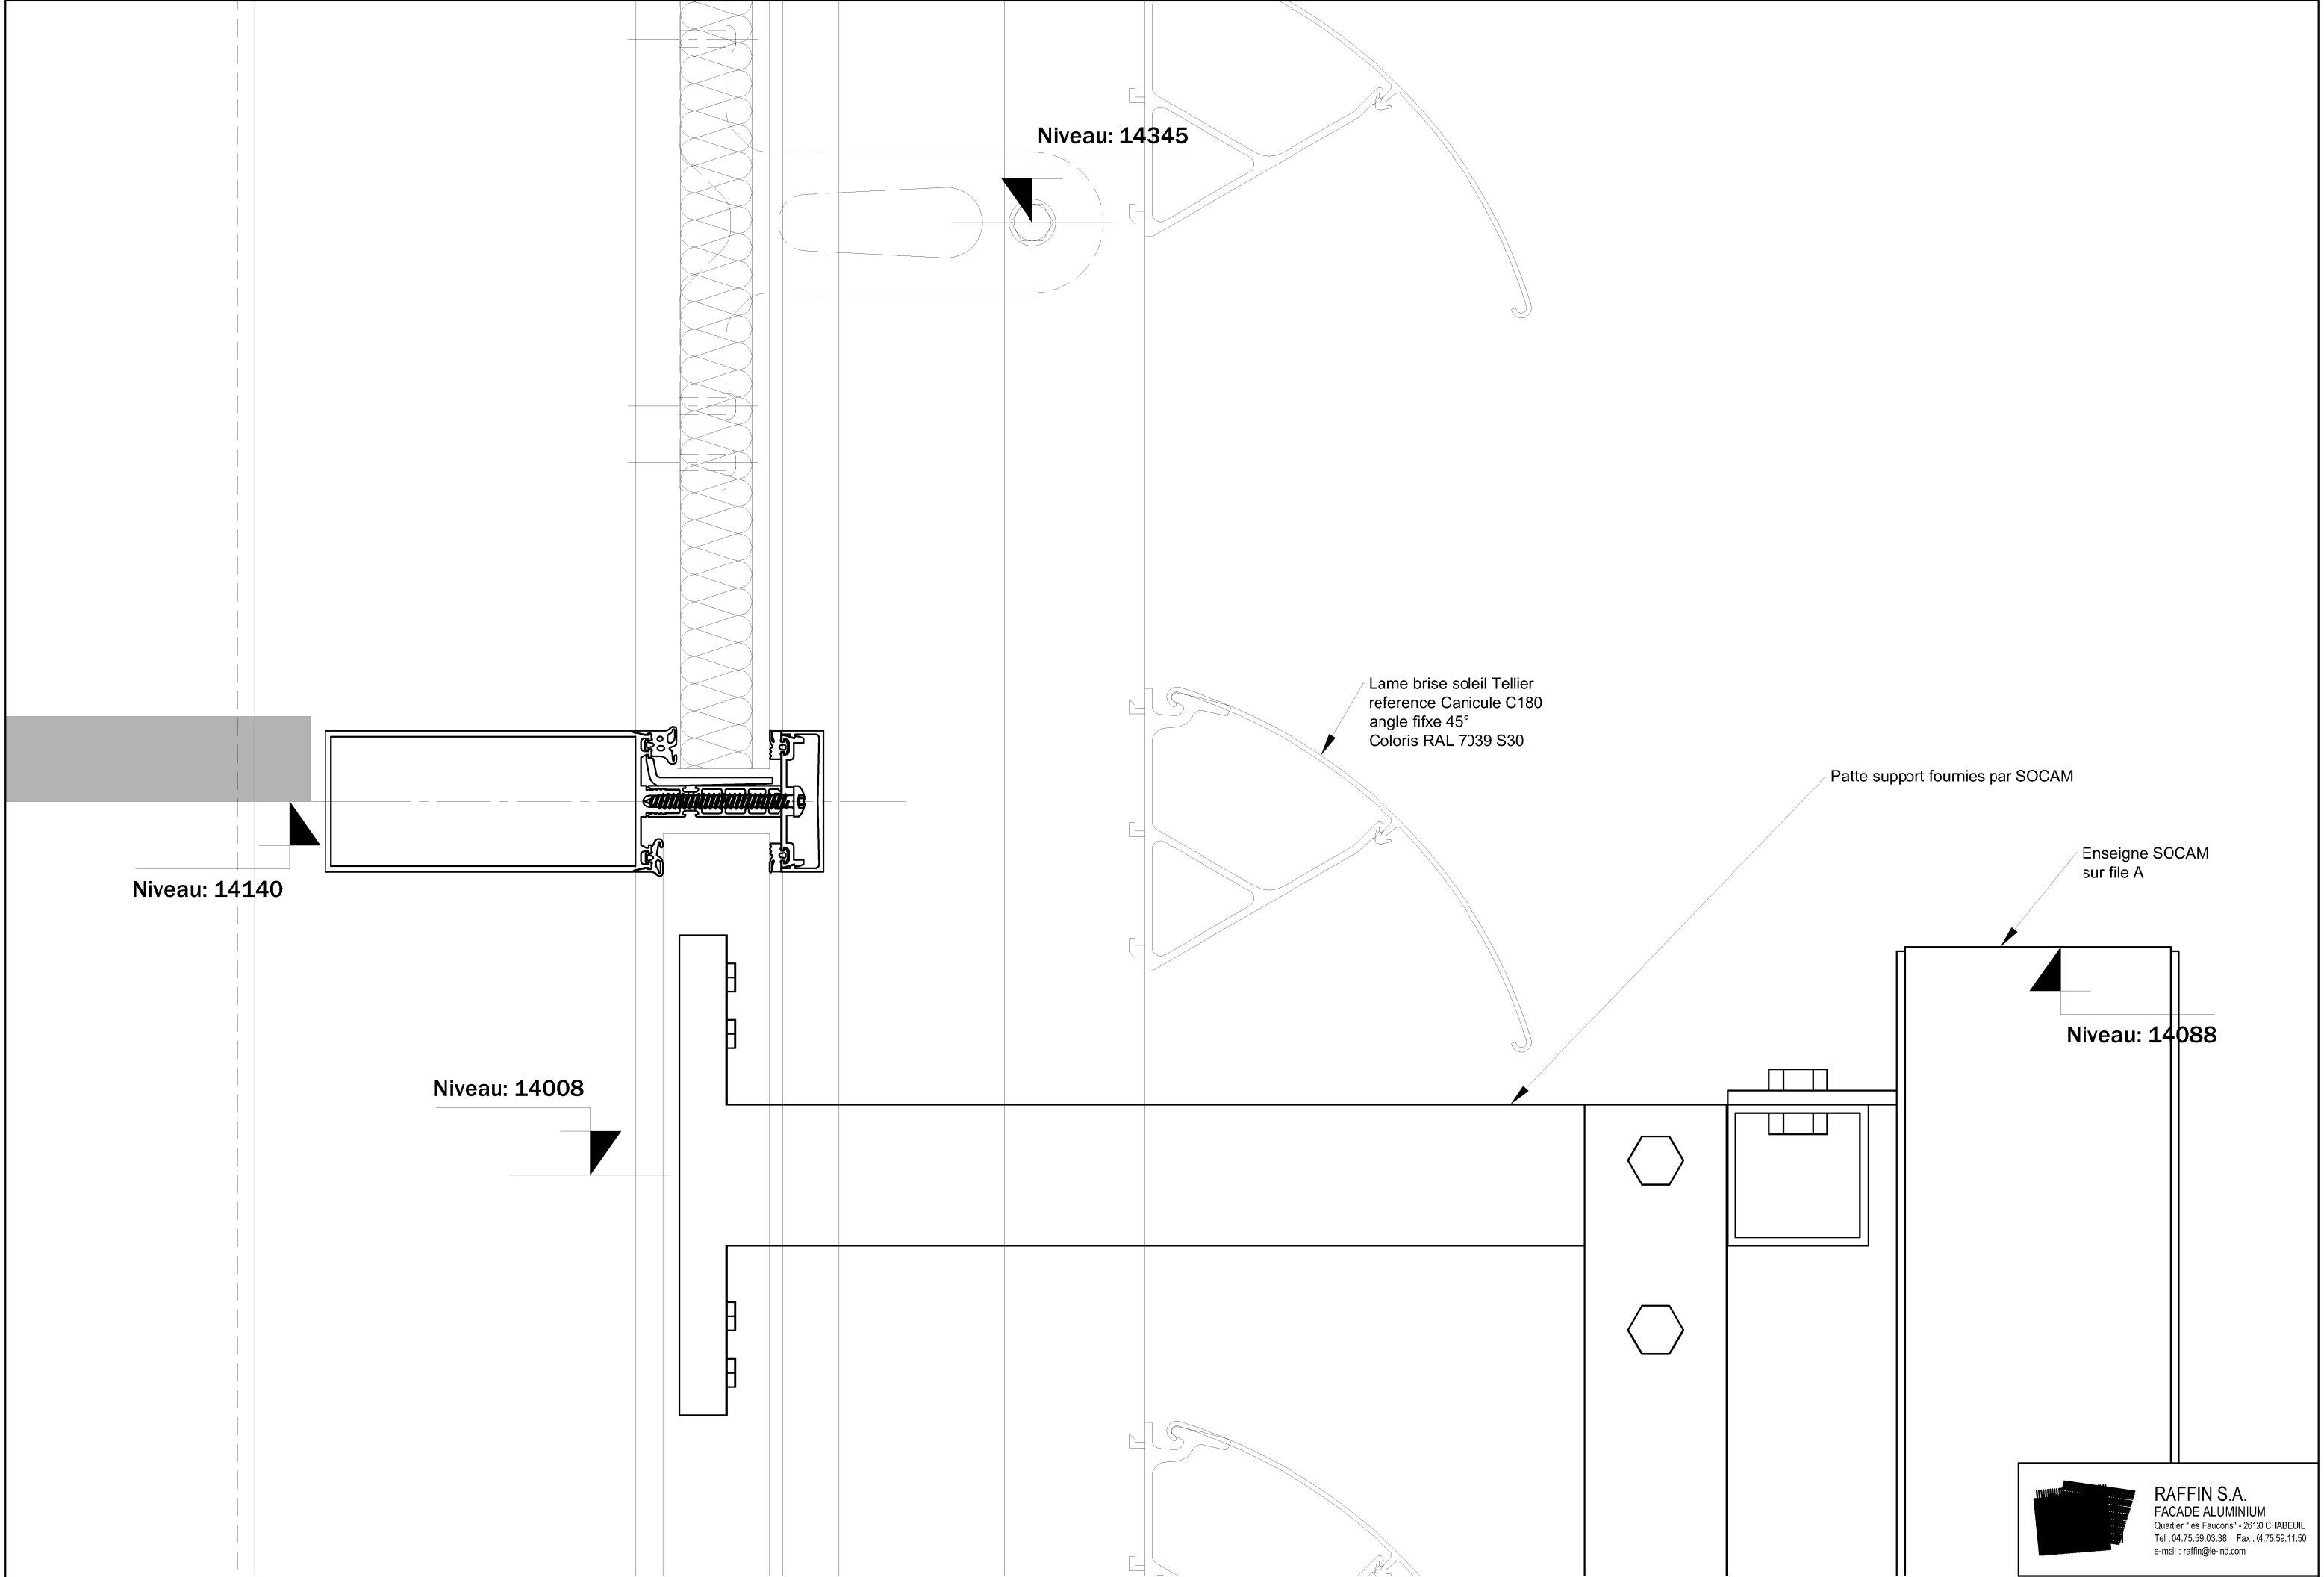 Niveau: 14345
Lame brise soleil Tellier
reference Canicule C180
angle fifxe 45°
Coloris RAL 7039 S30
Patte support fournies par SOCAM
Enseigne SOCAM
sur file A
Niveau: 14140
Niveau: 14088
Niveau: 14008
RAFFIN S.A.
FACADE ALUMINIUM
Quartier "les Faucons" - 26120 CHABEUIL
Tel : 04.75.59.03.38 Fax : 04.75.59.11.50
e-mail : raffin@le-ind.com